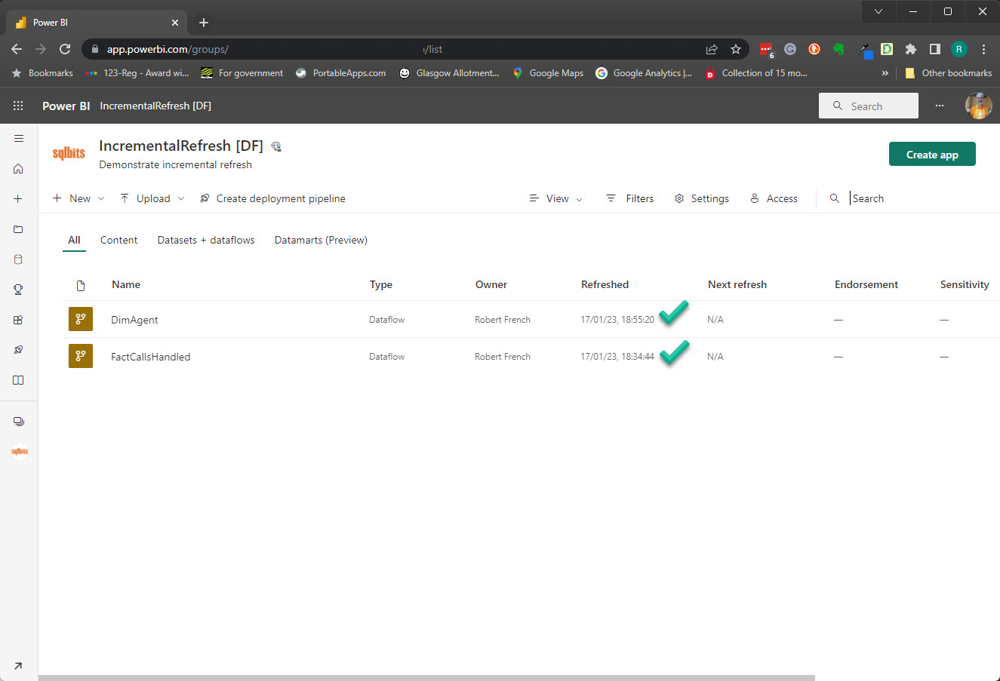 Power BI
app.powerbi.com/groups/ /list
6
R
Bookmarks 123-Reg - Award wi... For government PortableApps.com Glasgow Allotment... Google Maps Google Analytics |... Collection of 15 mo... » Other bookmarks
Power BI IncrementalRefresh [DF] Search ...
sqlbits IncrementalRefresh [DF]
Demonstrate incremental refresh
Create app
New Upload Create deployment pipeline View Filters Settings Access Search
All Content Datasets + dataflows Datamarts (Preview)
Name Type Owner Refreshed Next refresh Endorsement Sensitivity
DimAgent Dataflow Robert French 17/01/23, 18:55:20 N/A — —
FactCallsHandled Dataflow Robert French 17/01/23, 18:34:44 N/A — —
sqlbits